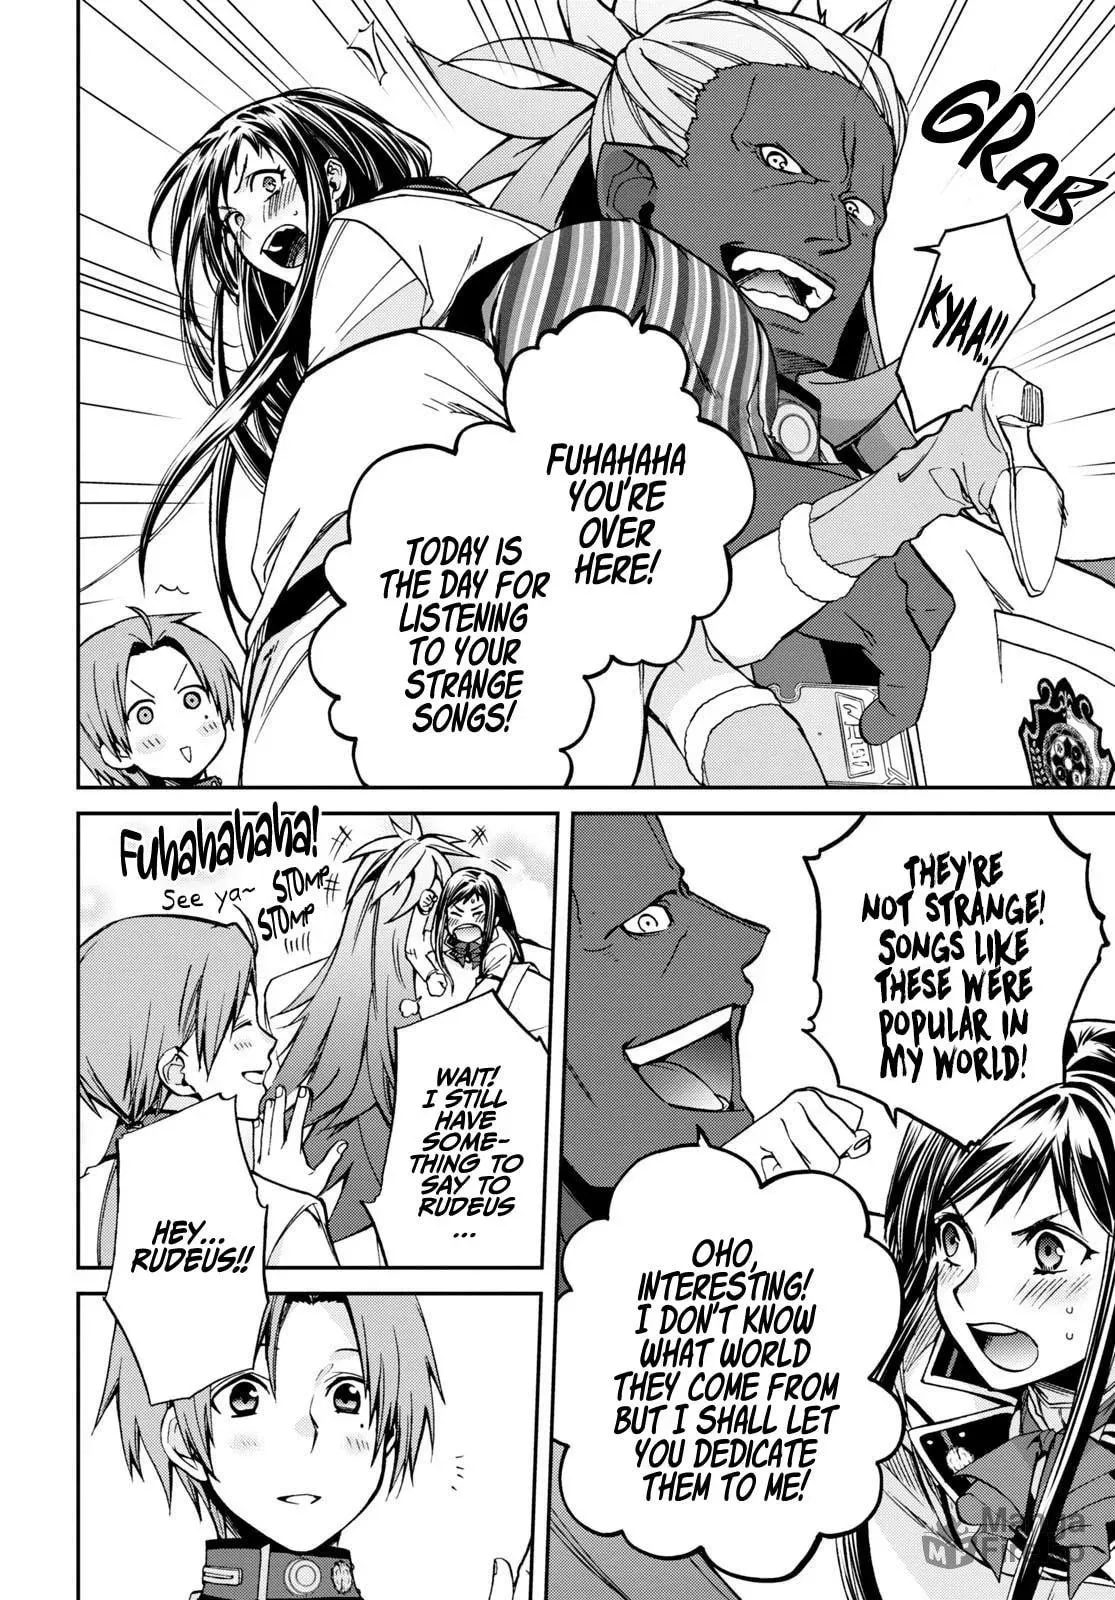 GRAB
KYAA!!
FUHAHAHA
YOU'RE
OVER
HERE!
TODAY IS
THE DAY FOR
LISTENING
TO YOUR
STRANGE
SONGS!
THEY'RE
NOT STRANGE!
SONGS LIKE
THESE WERE
POPULAR IN
MY WORLD!
OHO,
INTERESTING!
I DON'T KNOW
WHAT WORLD
THEY COME FROM
BUT I SHALL LET
YOU DEDICATE
THEM TO ME!
Fuhahahaha!
See ya~
STOMP
STOMP
WAIT!
I STILL
HAVE
SOME-
THING TO
SAY TO
RUDEUS
...
HEY...
RUDEUS!!
Manga